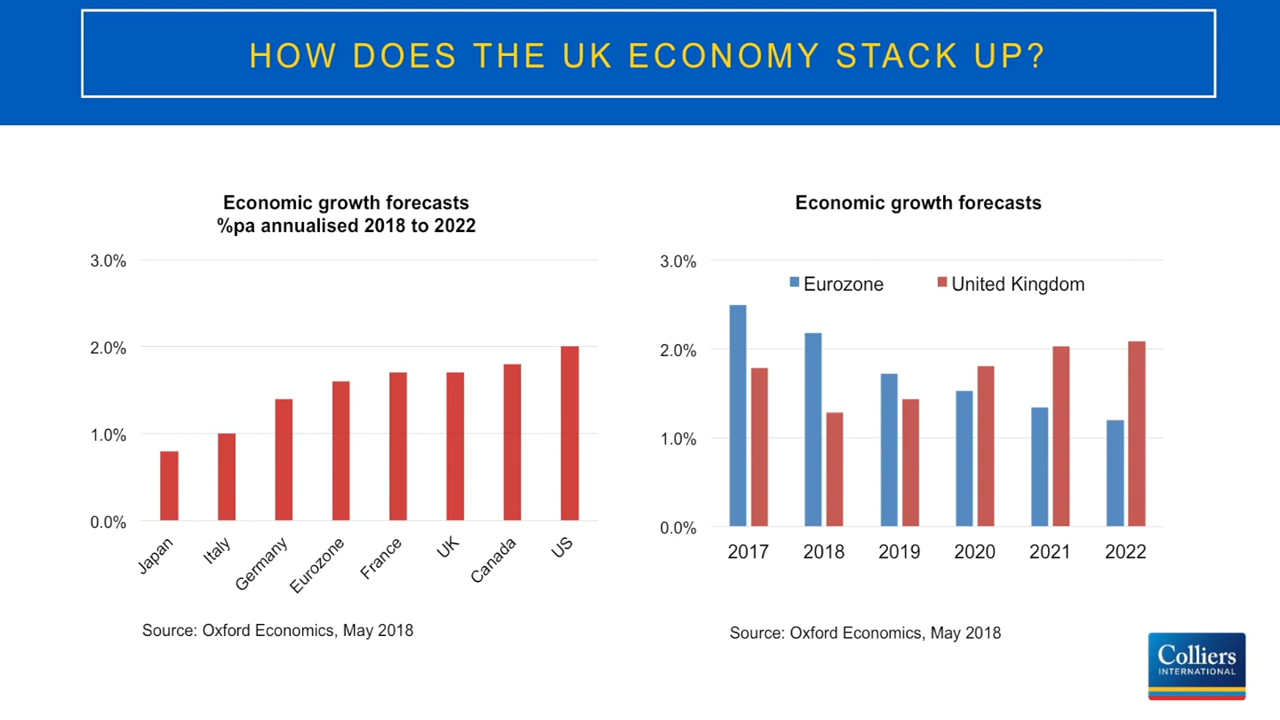 HOW DOES THE UK ECONOMY STACK UP?
Economic growth forecasts
%pa annualised 2018 to 2022
3.0%
2.0%
1.0%
0.0%
Japan
Italy
Germany
Eurozone
France
UK
Canada
US
Source: Oxford Economics, May 2018
Economic growth forecasts
3.0%
Eurozone
United Kingdom
2.0%
1.0%
0.0%
2017
2018
2019
2020
2021
2022
Source: Oxford Economics, May 2018
Colliers
INTERNATIONAL